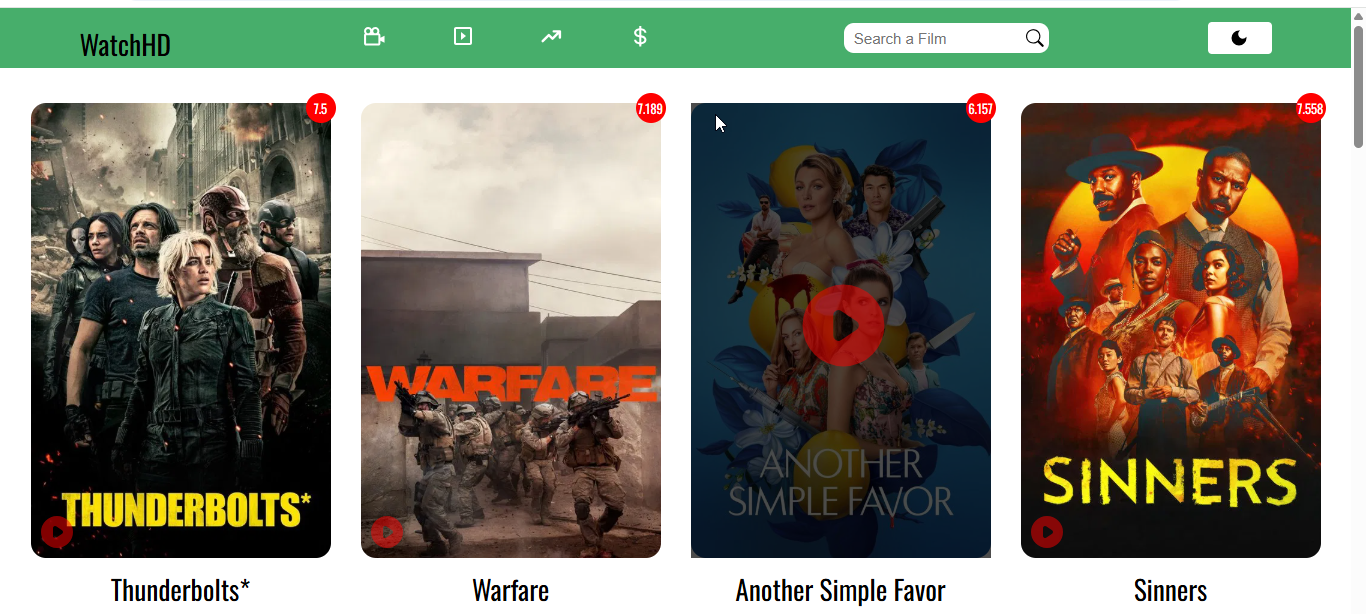 WatchHD
$
Search a Film
7.5
7.189
6.157
7.558
THUNDERBOLTS*
WARFARE
ANOTHER
SIMPLE FAVOR
SINNERS
Thunderbolts*
Warfare
Another Simple Favor
Sinners